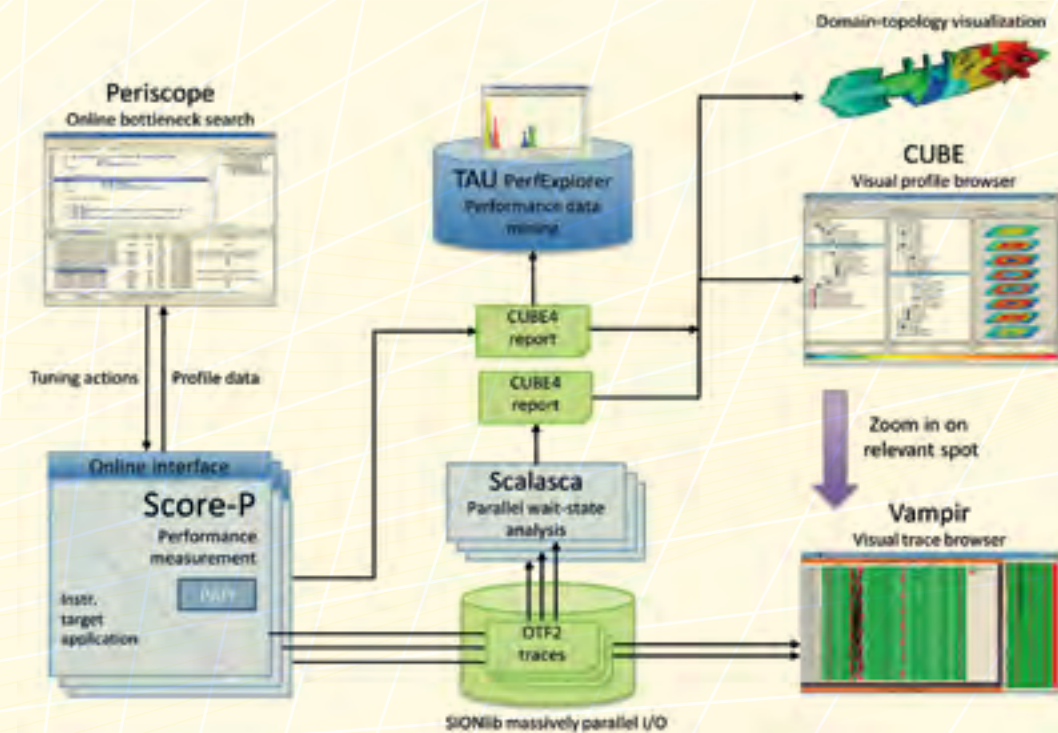 Domain-topology visualization
Periscope
Online bottleneck search
TAU PerfExplorer
Performance data
mining
CUBE
Visual profile browser
CUBE4
report
Tuning actions
Profile data
CUBE4
report
Zoom in on
relevant spot
Online interface
Score-P
Performance
measurement
PAPI
Instr.
target
application
Scalasca
Parallel wait-state
analysis
Vampir
Visual trace browser
OTF2
traces
SIONlib massively parallel I/O